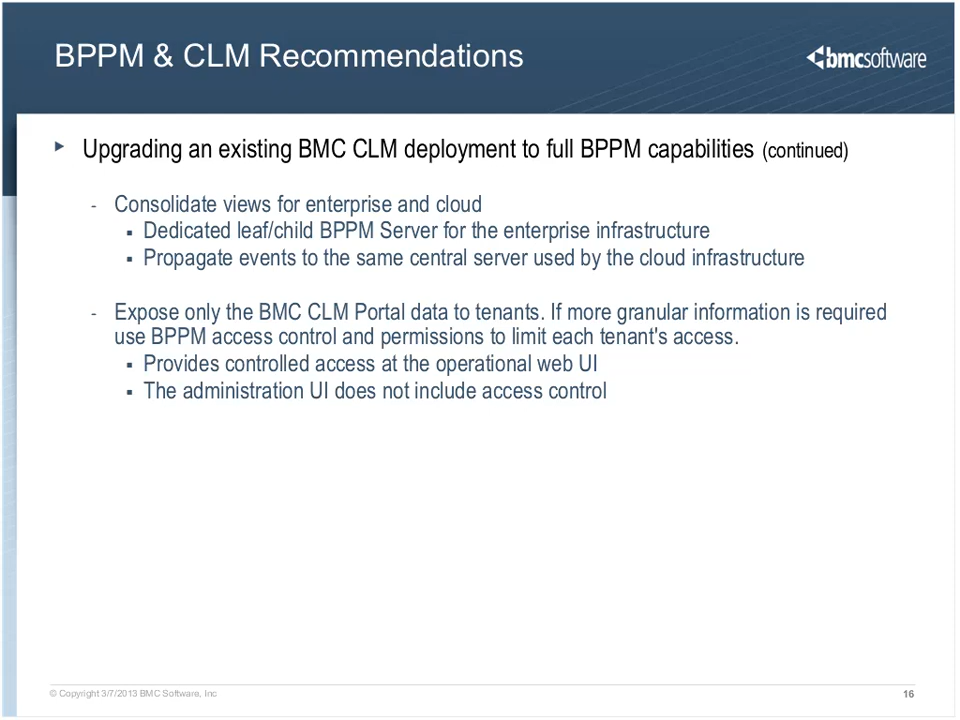 BPPM & CLM Recommendations
bmcsoftware
Upgrading an existing BMC CLM deployment to full BPPM capabilities (continued)
- Consolidate views for enterprise and cloud
▪ Dedicated leaf/child BPPM Server for the enterprise infrastructure
▪ Propagate events to the same central server used by the cloud infrastructure
- Expose only the BMC CLM Portal data to tenants. If more granular information is required
use BPPM access control and permissions to limit each tenant's access.
▪ Provides controlled access at the operational web UI
▪ The administration UI does not include access control
© Copyright 3/7/2013 BMC Software, Inc
16